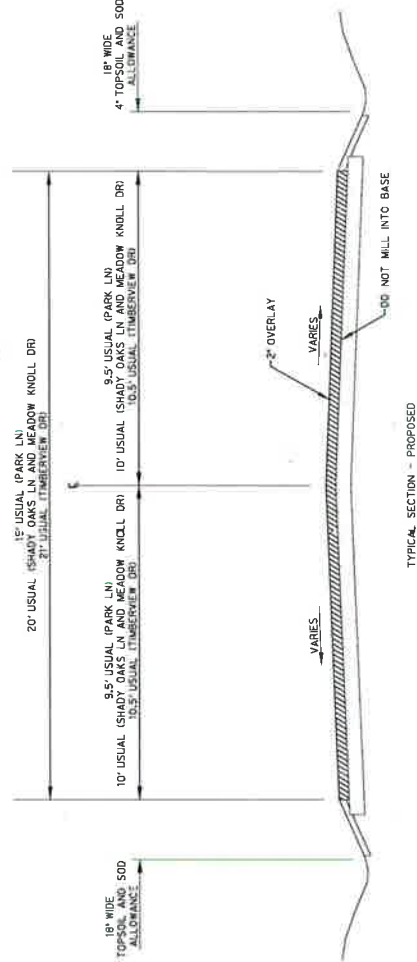 19' USUAL (PARK LN)
20' USUAL (SHADY OAKS LN AND MEADOW KNOLL DR)
21' USUAL (TIMBERVIEW DR)
18" WIDE
TOPSOIL AND SOD
ALLOWANCE
9.5' USUAL (PARK LN)
10' USUAL (SHADY OAKS LN AND MEADOW KNOLL DR)
10.5' USUAL (TIMBERVIEW DR)
℄
9.5' USUAL (PARK LN)
10' USUAL (SHADY OAKS LN AND MEADOW KNOLL DR)
10.5' USUAL (TIMBERVIEW DR)
18" WIDE
4" TOPSOIL AND SOD
ALLOWANCE
VARIES
2" OVERLAY
VARIES
DO NOT MILL INTO BASE
TYPICAL SECTION - PROPOSED